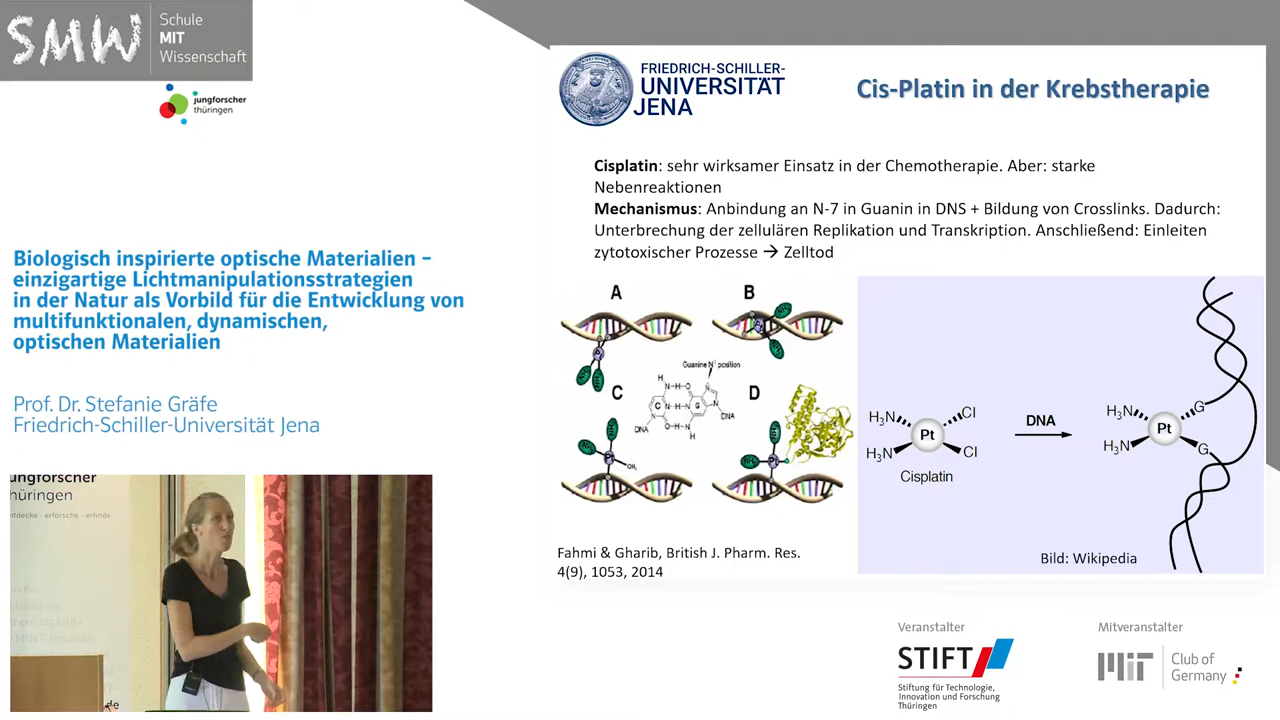 SMW
Schule
MIT
Wissenschaft
jungforscher
thüringen
FRIEDRICH-SCHILLER-
UNIVERSITÄT
JENA
Cis-Platin in der Krebstherapie
Cisplatin: sehr wirksamer Einsatz in der Chemotherapie. Aber: starke
Nebenreaktionen
Mechanismus: Anbindung an N-7 in Guanin in DNS + Bildung von Crosslinks. Dadurch:
Unterbrechung der zellulären Replikation und Transkription. Anschließend: Einleiten
zytotoxischer Prozesse → Zelltod
Biologisch inspirierte optische Materialien –
einzigartige Lichtmanipulationsstrategien
in der Natur als Vorbild für die Entwicklung von
multifunktionalen, dynamischen,
optischen Materialien
Prof. Dr. Stefanie Gräfe
Friedrich-Schiller-Universität Jena
A
B
Guanine N7 position
C
D
H
N-H
O
N
C
N-H
N
G
DNA
O
H-N
H
DNA
Pt
OH2
Pt
H3N
Cl
Pt
H3N
Cl
Cisplatin
DNA
H3N
G
Pt
H3N
G
Bild: Wikipedia
Fahmi & Gharib, British J. Pharm. Res.
4(9), 1053, 2014
ungforscher
hüringen
ntdecke - erforsche - erfinde
de
Veranstalter
STIFT
Stiftung für Technologie,
Innovation und Forschung
Thüringen
Mitveranstalter
MIT
Club of
Germany